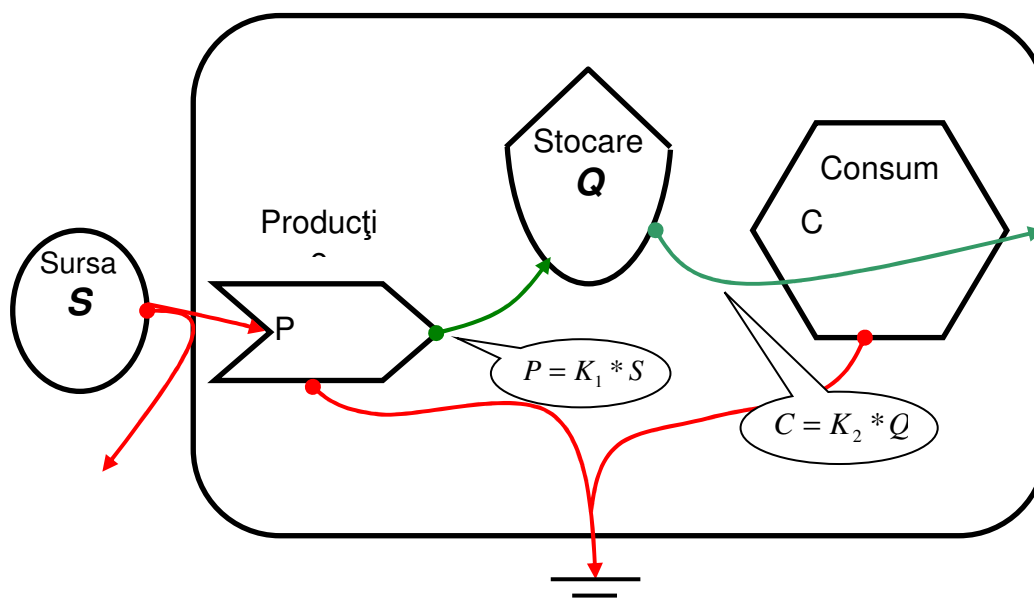 Sursa
S
Producţi
P
Stocare
Q
Consum
C
P = K₁ * S
C = K₂ * Q